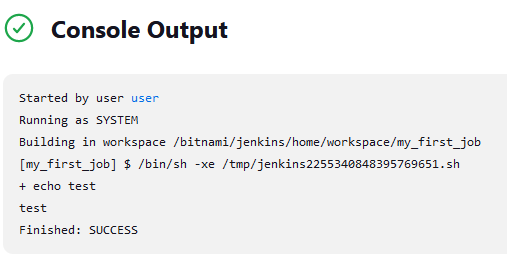 Console Output
Started by user user
Running as SYSTEM
Building in workspace /bitnami/jenkins/home/workspace/my_first_job
[my_first_job] $ /bin/sh -xe /tmp/jenkins2255340848395769651.sh
+ echo test
test
Finished: SUCCESS